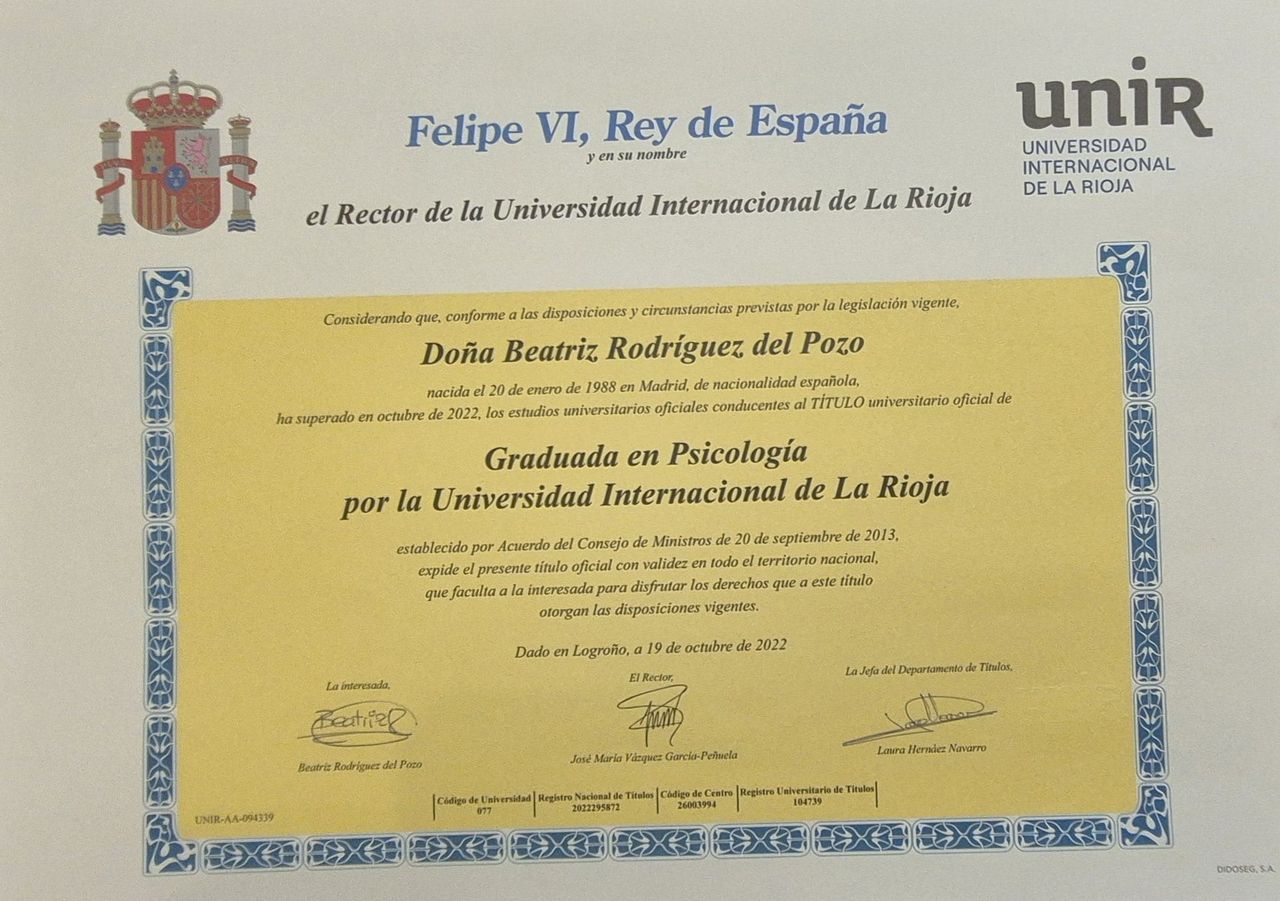 Felipe VI, Rey de España
y en su nombre
el Rector de la Universidad Internacional de La Rioja
unir
UNIVERSIDAD
INTERNACIONAL
DE LA RIOJA
Considerando que, conforme a las disposiciones y circunstancias previstas por la legislación vigente,
Doña Beatriz Rodríguez del Pozo
nacida el 20 de enero de 1988 en Madrid, de nacionalidad española,
ha superado en octubre de 2022, los estudios universitarios oficiales conducentes al TÍTULO universitario oficial de
Graduada en Psicología
por la Universidad Internacional de La Rioja
establecido por Acuerdo del Consejo de Ministros de 20 de septiembre de 2013,
expide el presente título oficial con validez en todo el territorio nacional,
que faculta a la interesada para disfrutar los derechos que a este título
otorgan las disposiciones vigentes.
Dado en Logroño, a 19 de octubre de 2022
La interesada,
Beatriz
Beatriz Rodríguez del Pozo
El Rector,
José María Vázquez García-Peñuela
La Jefa del Departamento de Títulos,
Laura Hernáez Navarro
Código de Universidad
077
Registro Nacional de Títulos
2022295872
Código de Centro
26003994
Registro Universitario de Títulos
104739
UNIR-AA-094339
DIDOSEG, S.A.